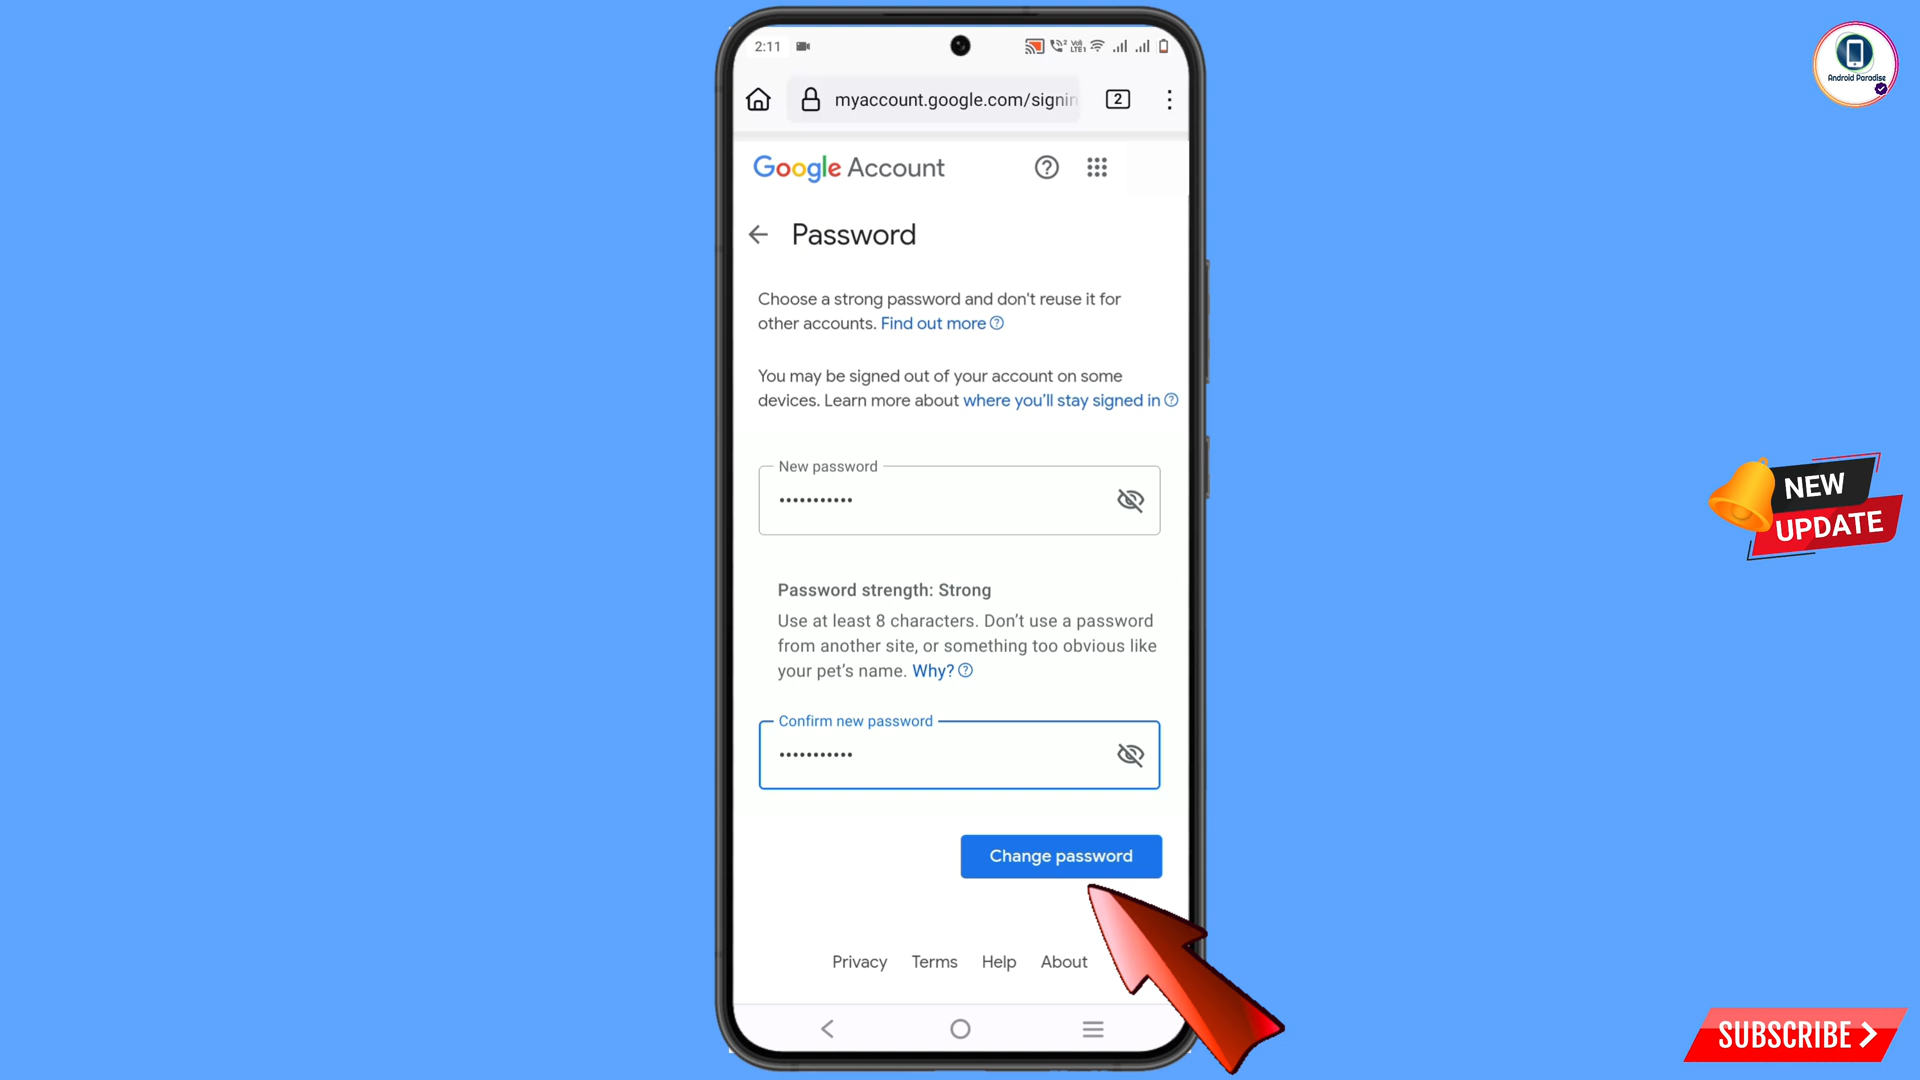 2:11
myaccount.google.com/signin
2
Google Account
Password
Choose a strong password and don't reuse it for
other accounts. Find out more
You may be signed out of your account on some
devices. Learn more about where you'll stay signed in
New password
•••••••••••
Password strength: Strong
Use at least 8 characters. Don't use a password
from another site, or something too obvious like
your pet's name. Why?
Confirm new password
•••••••••••
Change password
Privacy Terms Help About
Android Paradise
NEW
UPDATE
SUBSCRIBE